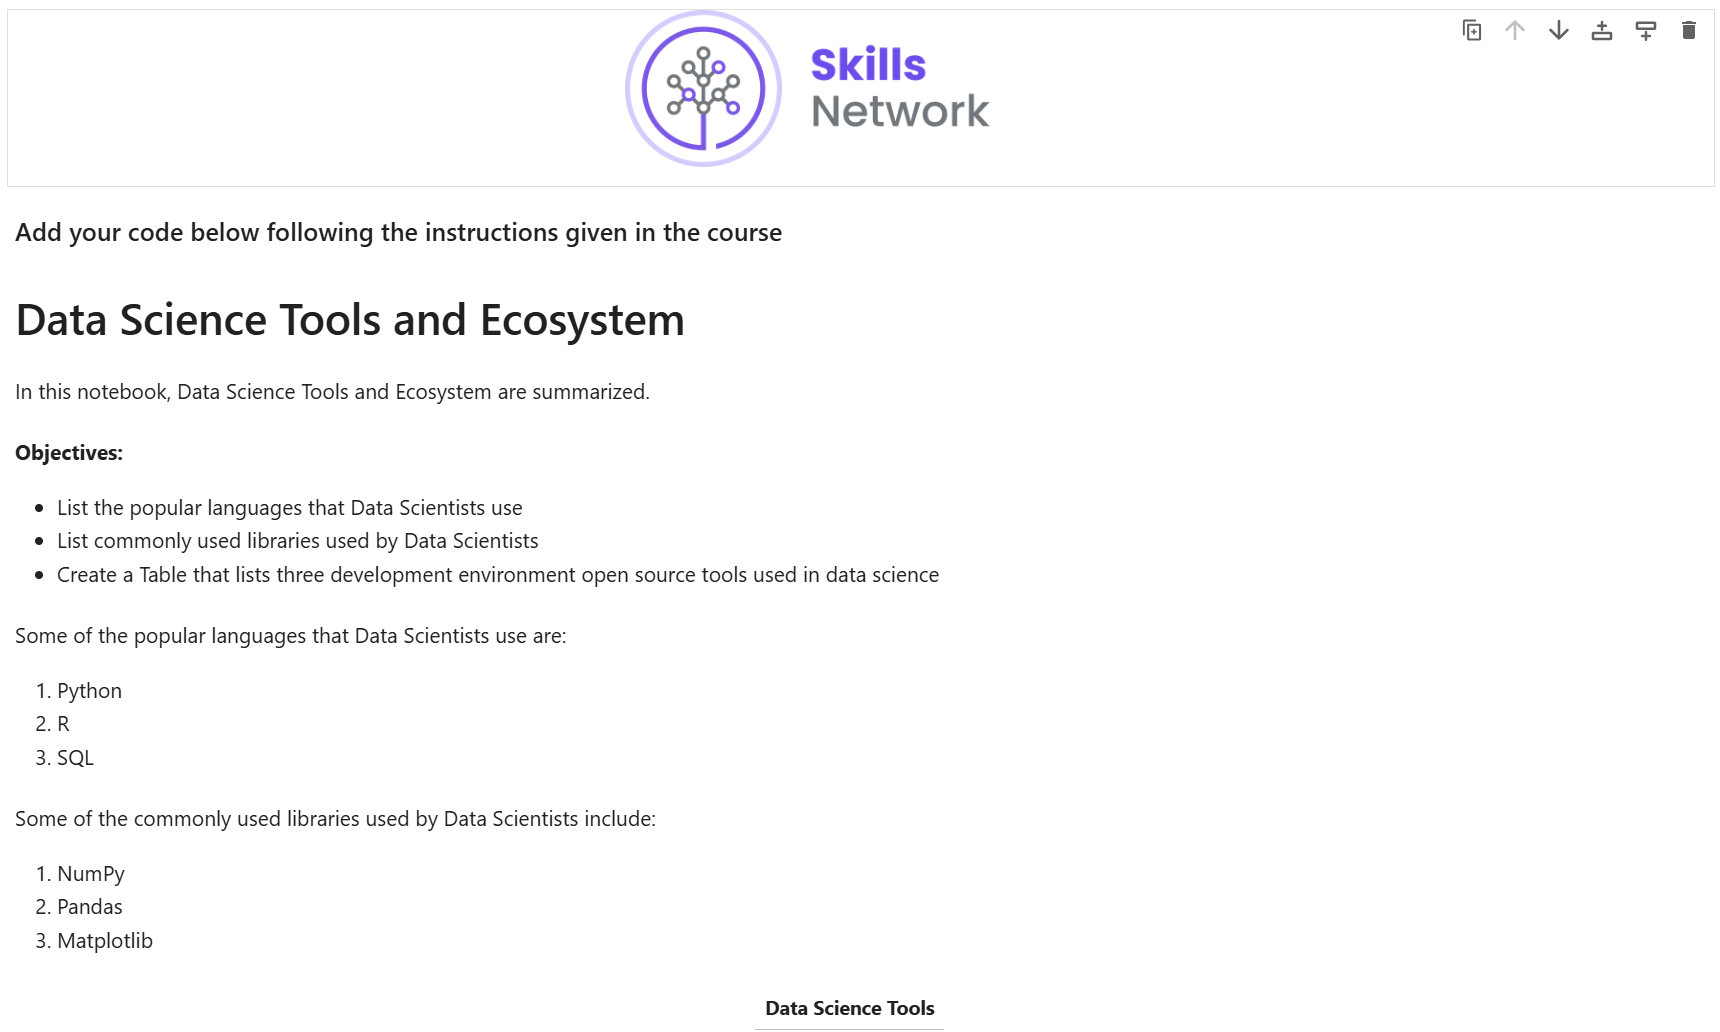 Skills
Network
Add your code below following the instructions given in the course
Data Science Tools and Ecosystem
In this notebook, Data Science Tools and Ecosystem are summarized.
Objectives:
• List the popular languages that Data Scientists use
• List commonly used libraries used by Data Scientists
• Create a Table that lists three development environment open source tools used in data science
Some of the popular languages that Data Scientists use are:
1. Python
2. R
3. SQL
Some of the commonly used libraries used by Data Scientists include:
1. NumPy
2. Pandas
3. Matplotlib
Data Science Tools